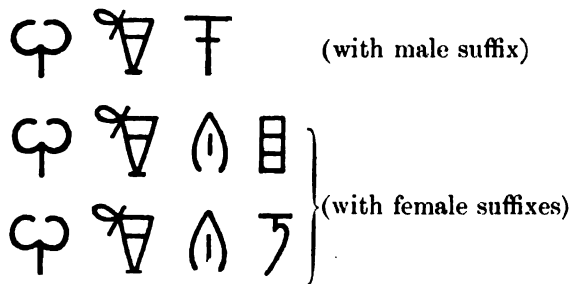 𐀬 𐀑 𐀵 (with male suffix)
𐀬 𐀑 𐀴 𐀊
(with female suffixes)
𐀬 𐀑 𐀴 𐀍